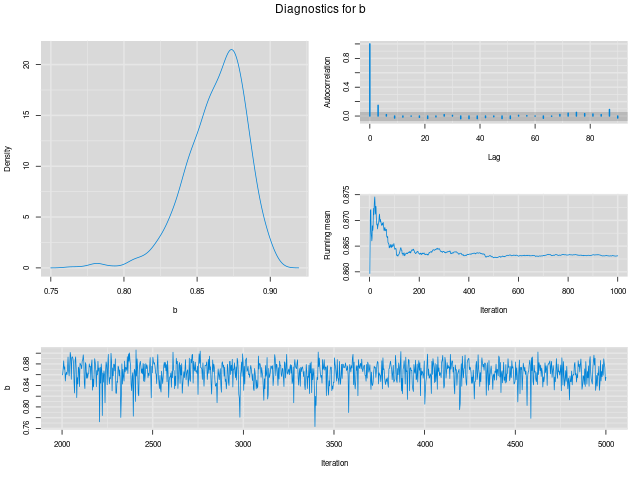 Diagnostics for b
Density
0 5 10 15 20
0.75 0.80 0.85 0.90
b
Autocorrelation
0.0 0.4 0.8
0 20 40 60 80
Lag
Running mean
0.860 0.865 0.870 0.875
0 200 400 600 800 1000
Iteration
b
0.76 0.80 0.84 0.88
2000 2500 3000 3500 4000 4500 5000
Iteration